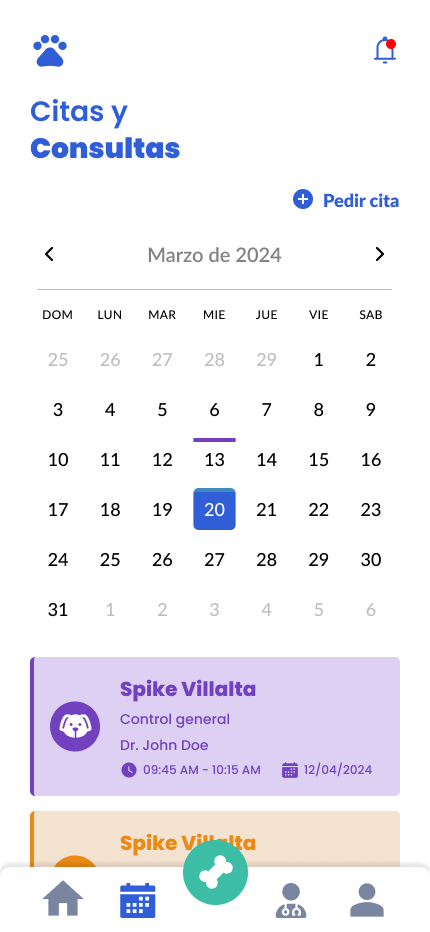 Citas y
Consultas
Pedir cita
Marzo de 2024
DOM LUN MAR MIE JUE VIE SAB
25 26 27 28 29 1 2
3 4 5 6 7 8 9
10 11 12 13 14 15 16
17 18 19 20 21 22 23
24 25 26 27 28 29 30
31 1 2 3 4 5 6
Spike Villalta
Control general
Dr. John Doe
09:45 AM - 10:15 AM 12/04/2024
Spike Villalta